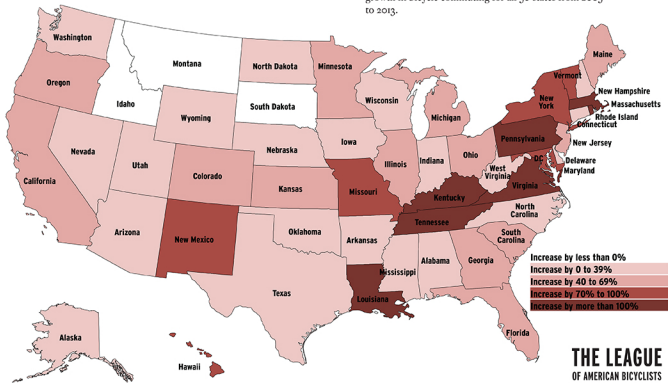 to 2013.
Washington
Montana
North Dakota
Minnesota
Maine
Vermont
Oregon
Idaho
South Dakota
Wisconsin
New
York
New Hampshire
Massachusetts
Wyoming
Michigan
Rhode Island
Connecticut
Nevada
Utah
Nebraska
Iowa
Pennsylvania
New Jersey
California
Colorado
Kansas
Missouri
Illinois
Indiana
Ohio
West
Virginia
DC
Delaware
Maryland
Virginia
Kentucky
Arizona
New Mexico
Oklahoma
Arkansas
Tennessee
North
Carolina
South
Carolina
Texas
Louisiana
Mississippi
Alabama
Georgia
Florida
Alaska
Hawaii
Increase by less than 0%
Increase by 0 to 39%
Increase by 40 to 69%
Increase by 70% to 100%
Increase by more than 100%
THE LEAGUE
OF AMERICAN BICYCLISTS